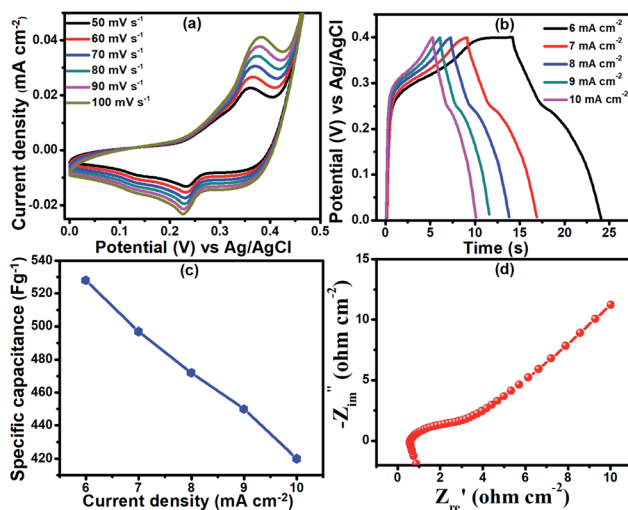 (a)
50 mV s⁻¹
60 mV s⁻¹
70 mV s⁻¹
80 mV s⁻¹
90 mV s⁻¹
100 mV s⁻¹
Current density (mA cm⁻²)
0.04
0.02
0.00
-0.02
0.0 0.1 0.2 0.3 0.4 0.5
Potential (V) vs Ag/AgCl
(b)
6 mA cm⁻²
7 mA cm⁻²
8 mA cm⁻²
9 mA cm⁻²
10 mA cm⁻²
Potential (V) vs Ag/AgCl
0.4
0.3
0.2
0.1
0.0
0 5 10 15 20 25
Time (s)
(c)
Specific capacitance (Fg⁻¹)
540
520
500
480
460
440
420
6 7 8 9 10
Current density (mA cm⁻²)
(d)
-Z_im'' (ohm cm⁻²)
15
10
5
0
0 2 4 6 8 10
Z_re' (ohm cm⁻²)